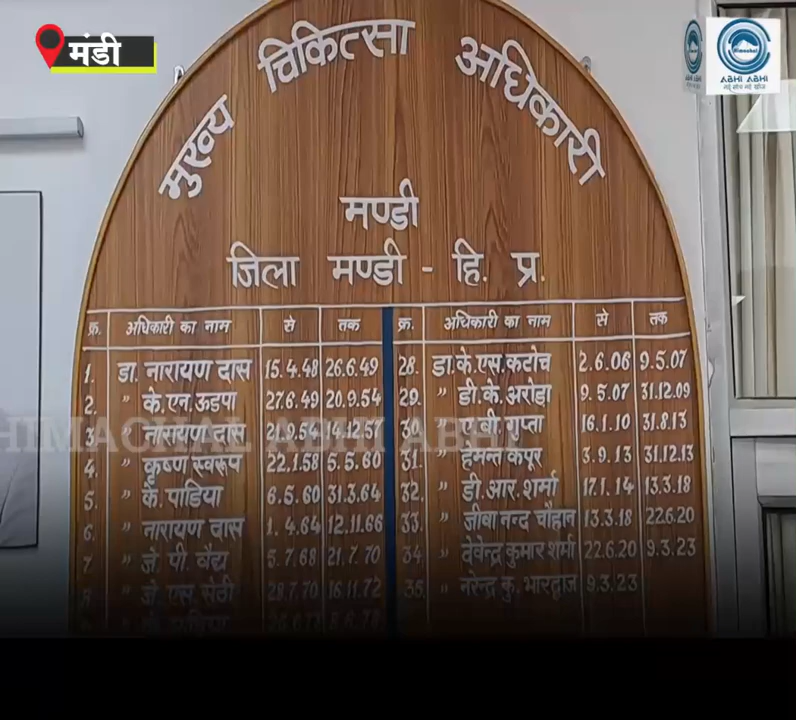 मंडी
ABHI ABHI
मुख्य चिकित्सा अधिकारी
मण्डी
जिला मण्डी - हि. प्र.
क्र. अधिकारी का नाम से तक
1. डा. नारायण दास 15.4.48 26.6.49
2. " के.एन.ऊडपा 27.6.49 20.9.54
3. " नारायण दास 14.12.57
4. " कृष्ण स्वरूप 22.1.58 5.5.60
5. " के. पाडिया 6.5.60 31.3.64
6. " नारायण दास 1.4.64 12.11.66
7 " जे पी वैद्य 5.7.68 21.7.70
8 " जे एस सेठी 28.7.70 16.11.72
क्र. अधिकारी का नाम से तक
28. डा.के.एस.कटोच 2.6.06 9.5.07
29. " डी.के.अरोड़ा 9.5.07 31.12.09
30. " ए.बी.गुप्ता 16.1.10 31.8.13
31. " हेमन्त कपूर 3.9.13 31.12.13
32. " डी.आर.शर्मा 17.1.14 13.3.18
33. " जीबा नन्द चौहान 13.3.18 22.6.20
34. " देवेन्द्र कुमार शर्मा 22.6.20 9.3.23
35. " नरेन्द्र कु. भारद्वाज 9.3.23
HIMACHAL ABHI ABHI